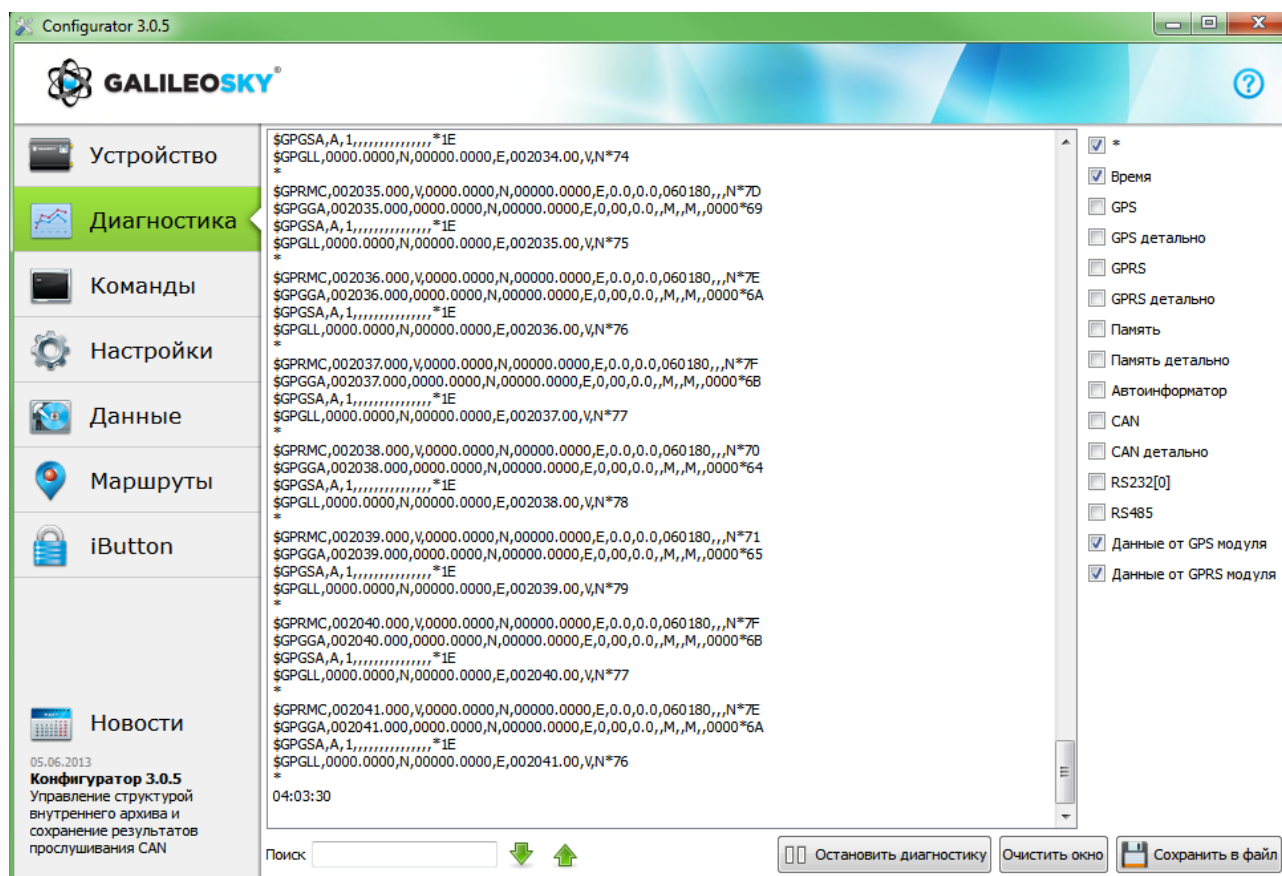 Configurator 3.0.5
GALILEOSKY®
?
Устройство
Диагностика
Команды
Настройки
Данные
Маршруты
iButton
Новости
05.06.2013
Конфигуратор 3.0.5
Управление структурой
внутреннего архива и
сохранение результатов
прослушивания CAN
$GPGSA,A,1,,,,,,,,,,,,,,,*1E
$GPGLL,0000.0000,N,00000.0000,E,002034.00,V,N*74
*
$GPRMC,002035.000,V,0000.0000,N,00000.0000,E,0.0,0.0,060180,,,N*7D
$GPGGA,002035.000,0000.0000,N,00000.0000,E,0,00,0.0,,M,,M,,0000*69
$GPGSA,A,1,,,,,,,,,,,,,,,*1E
$GPGLL,0000.0000,N,00000.0000,E,002035.00,V,N*75
*
$GPRMC,002036.000,V,0000.0000,N,00000.0000,E,0.0,0.0,060180,,,N*7E
$GPGGA,002036.000,0000.0000,N,00000.0000,E,0,00,0.0,,M,,M,,0000*6A
$GPGSA,A,1,,,,,,,,,,,,,,,*1E
$GPGLL,0000.0000,N,00000.0000,E,002036.00,V,N*76
*
$GPRMC,002037.000,V,0000.0000,N,00000.0000,E,0.0,0.0,060180,,,N*7F
$GPGGA,002037.000,0000.0000,N,00000.0000,E,0,00,0.0,,M,,M,,0000*6B
$GPGSA,A,1,,,,,,,,,,,,,,,*1E
$GPGLL,0000.0000,N,00000.0000,E,002037.00,V,N*77
*
$GPRMC,002038.000,V,0000.0000,N,00000.0000,E,0.0,0.0,060180,,,N*70
$GPGGA,002038.000,0000.0000,N,00000.0000,E,0,00,0.0,,M,,M,,0000*64
$GPGSA,A,1,,,,,,,,,,,,,,,*1E
$GPGLL,0000.0000,N,00000.0000,E,002038.00,V,N*78
*
$GPRMC,002039.000,V,0000.0000,N,00000.0000,E,0.0,0.0,060180,,,N*71
$GPGGA,002039.000,0000.0000,N,00000.0000,E,0,00,0.0,,M,,M,,0000*65
$GPGSA,A,1,,,,,,,,,,,,,,,*1E
$GPGLL,0000.0000,N,00000.0000,E,002039.00,V,N*79
*
$GPRMC,002040.000,V,0000.0000,N,00000.0000,E,0.0,0.0,060180,,,N*7F
$GPGGA,002040.000,0000.0000,N,00000.0000,E,0,00,0.0,,M,,M,,0000*6B
$GPGSA,A,1,,,,,,,,,,,,,,,*1E
$GPGLL,0000.0000,N,00000.0000,E,002040.00,V,N*77
*
$GPRMC,002041.000,V,0000.0000,N,00000.0000,E,0.0,0.0,060180,,,N*7E
$GPGGA,002041.000,0000.0000,N,00000.0000,E,0,00,0.0,,M,,M,,0000*6A
$GPGSA,A,1,,,,,,,,,,,,,,,*1E
$GPGLL,0000.0000,N,00000.0000,E,002041.00,V,N*76
*
04:03:30
*
Время
GPS
GPS детально
GPRS
GPRS детально
Память
Память детально
Автоинформатор
CAN
CAN детально
RS232[0]
RS485
Данные от GPS модуля
Данные от GPRS модуля
Поиск
Остановить диагностику
Очистить окно
Сохранить в файл